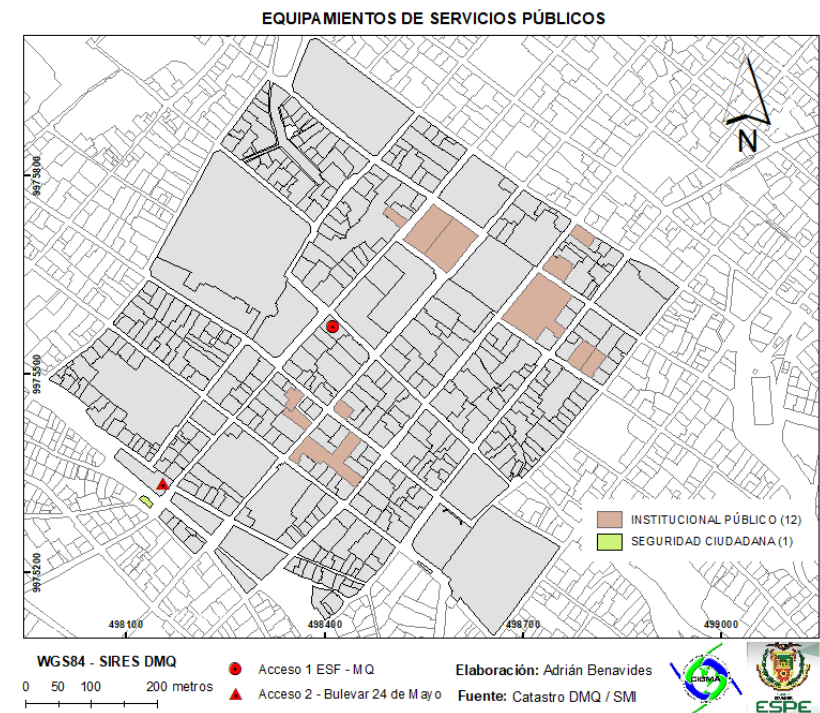 EQUIPAMIENTOS DE SERVICIOS PÚBLICOS
N
9975800
9975500
9975200
INSTITUCIONAL PÚBLICO (12)
SEGURIDAD CIUDADANA (1)
498100
498400
498700
499000
WGS84 - SIRES DMQ
0 50 100 200 metros
Acceso 1 ESF - MQ
Acceso 2 - Bulevar 24 de Mayo
Elaboración: Adrián Benavides
Fuente: Catastro DMQ / SMI
CIGMA
ESPE